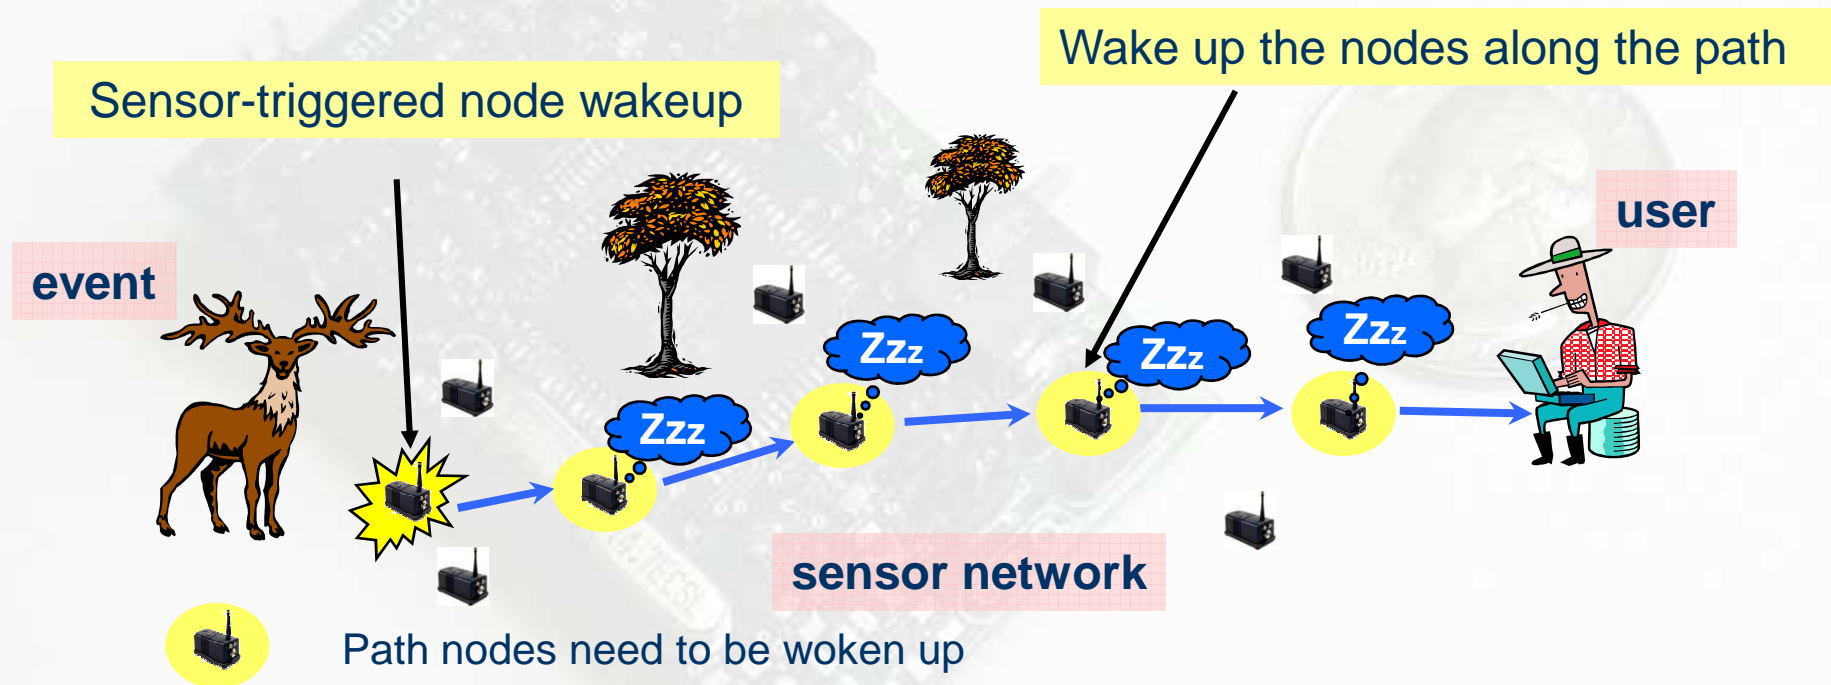 Wake up the nodes along the path
Sensor-triggered node wakeup
user
event
Zzz
Zzz
Zzz
Zzz
sensor network
Path nodes need to be woken up